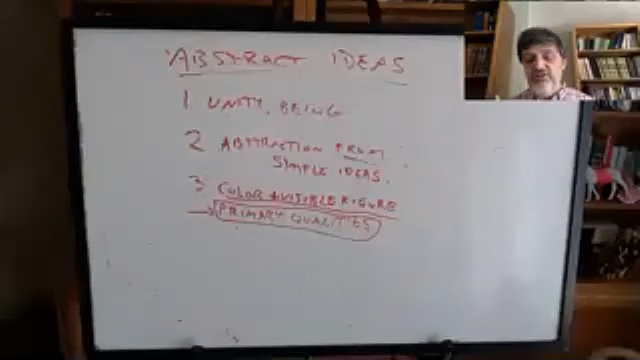 ABSTRACT IDEAS
1 UNITY, BEING
2 ABSTRACTION FROM
SIMPLE IDEAS.
3 COLOR & VISIBLE FIGURE
PRIMARY QUALITIES